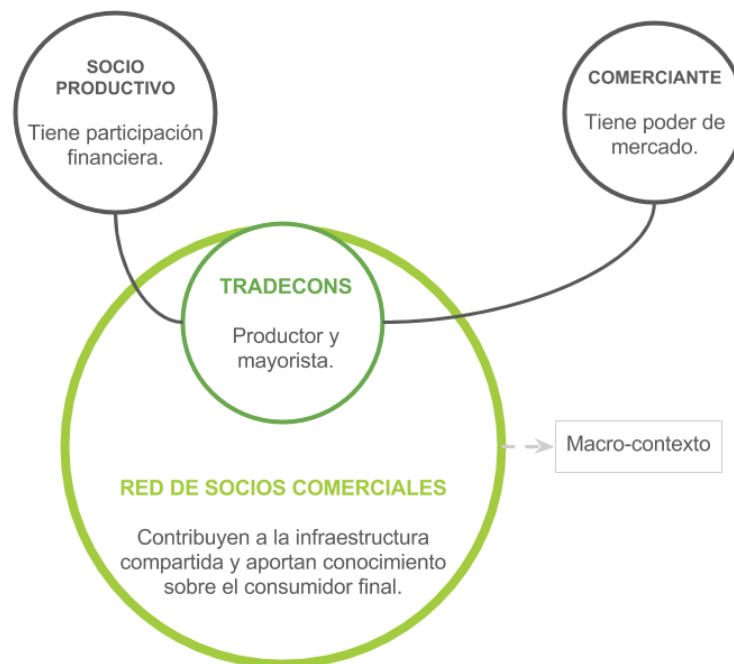 SOCIO
PRODUCTIVO
Tiene participación
financiera.
COMERCIANTE
Tiene poder de
mercado.
TRADECONS
Productor y
mayorista.
Macro-contexto
RED DE SOCIOS COMERCIALES
Contribuyen a la infraestructura
compartida y aportan conocimiento
sobre el consumidor final.